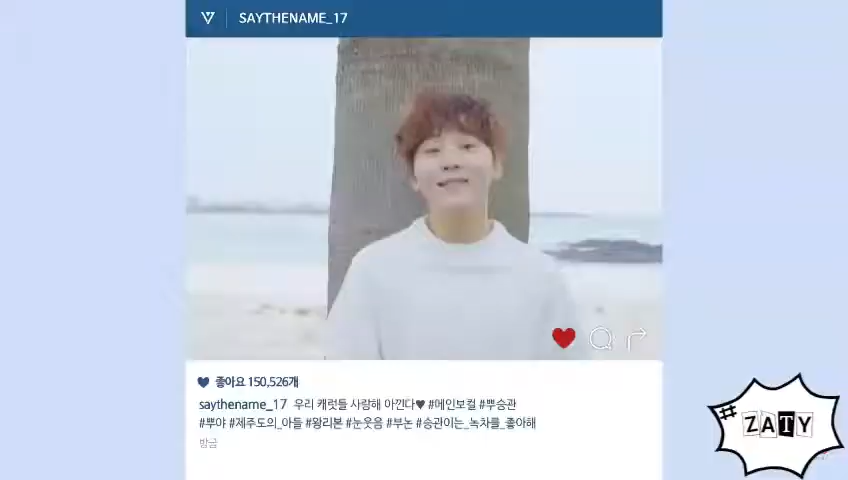 SAYTHENAME_17
좋아요 150,526개
saythename_17 우리 캐럿들 사랑해 아낀다♥ #메인보컬 #뿌승관
#뿌야 #제주도의_아들 #왕리본 #눈웃음 #부논 #승관이는_녹차를_좋아해
방금
# ZATY